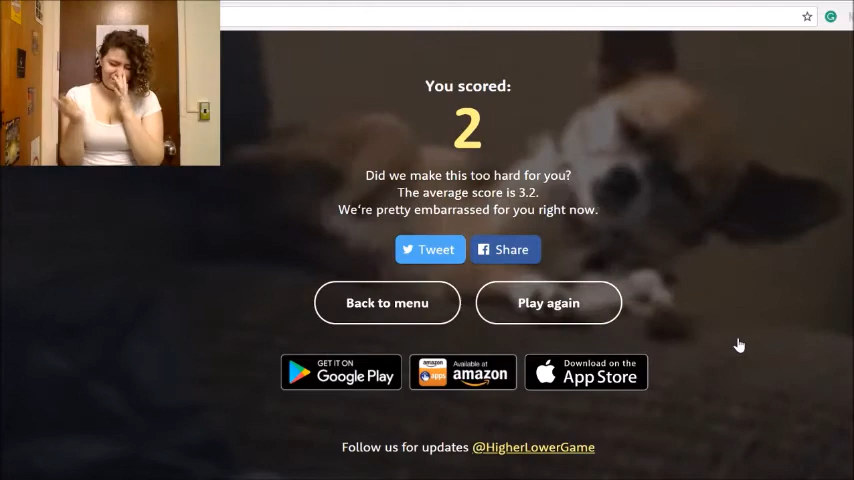 You scored:
2
Did we make this too hard for you?
The average score is 3.2.
We're pretty embarrassed for you right now.
Tweet
Share
Back to menu
Play again
GET IT ON
Google Play
amazon
apps
Available at
amazon
Download on the
App Store
Follow us for updates @HigherLowerGame